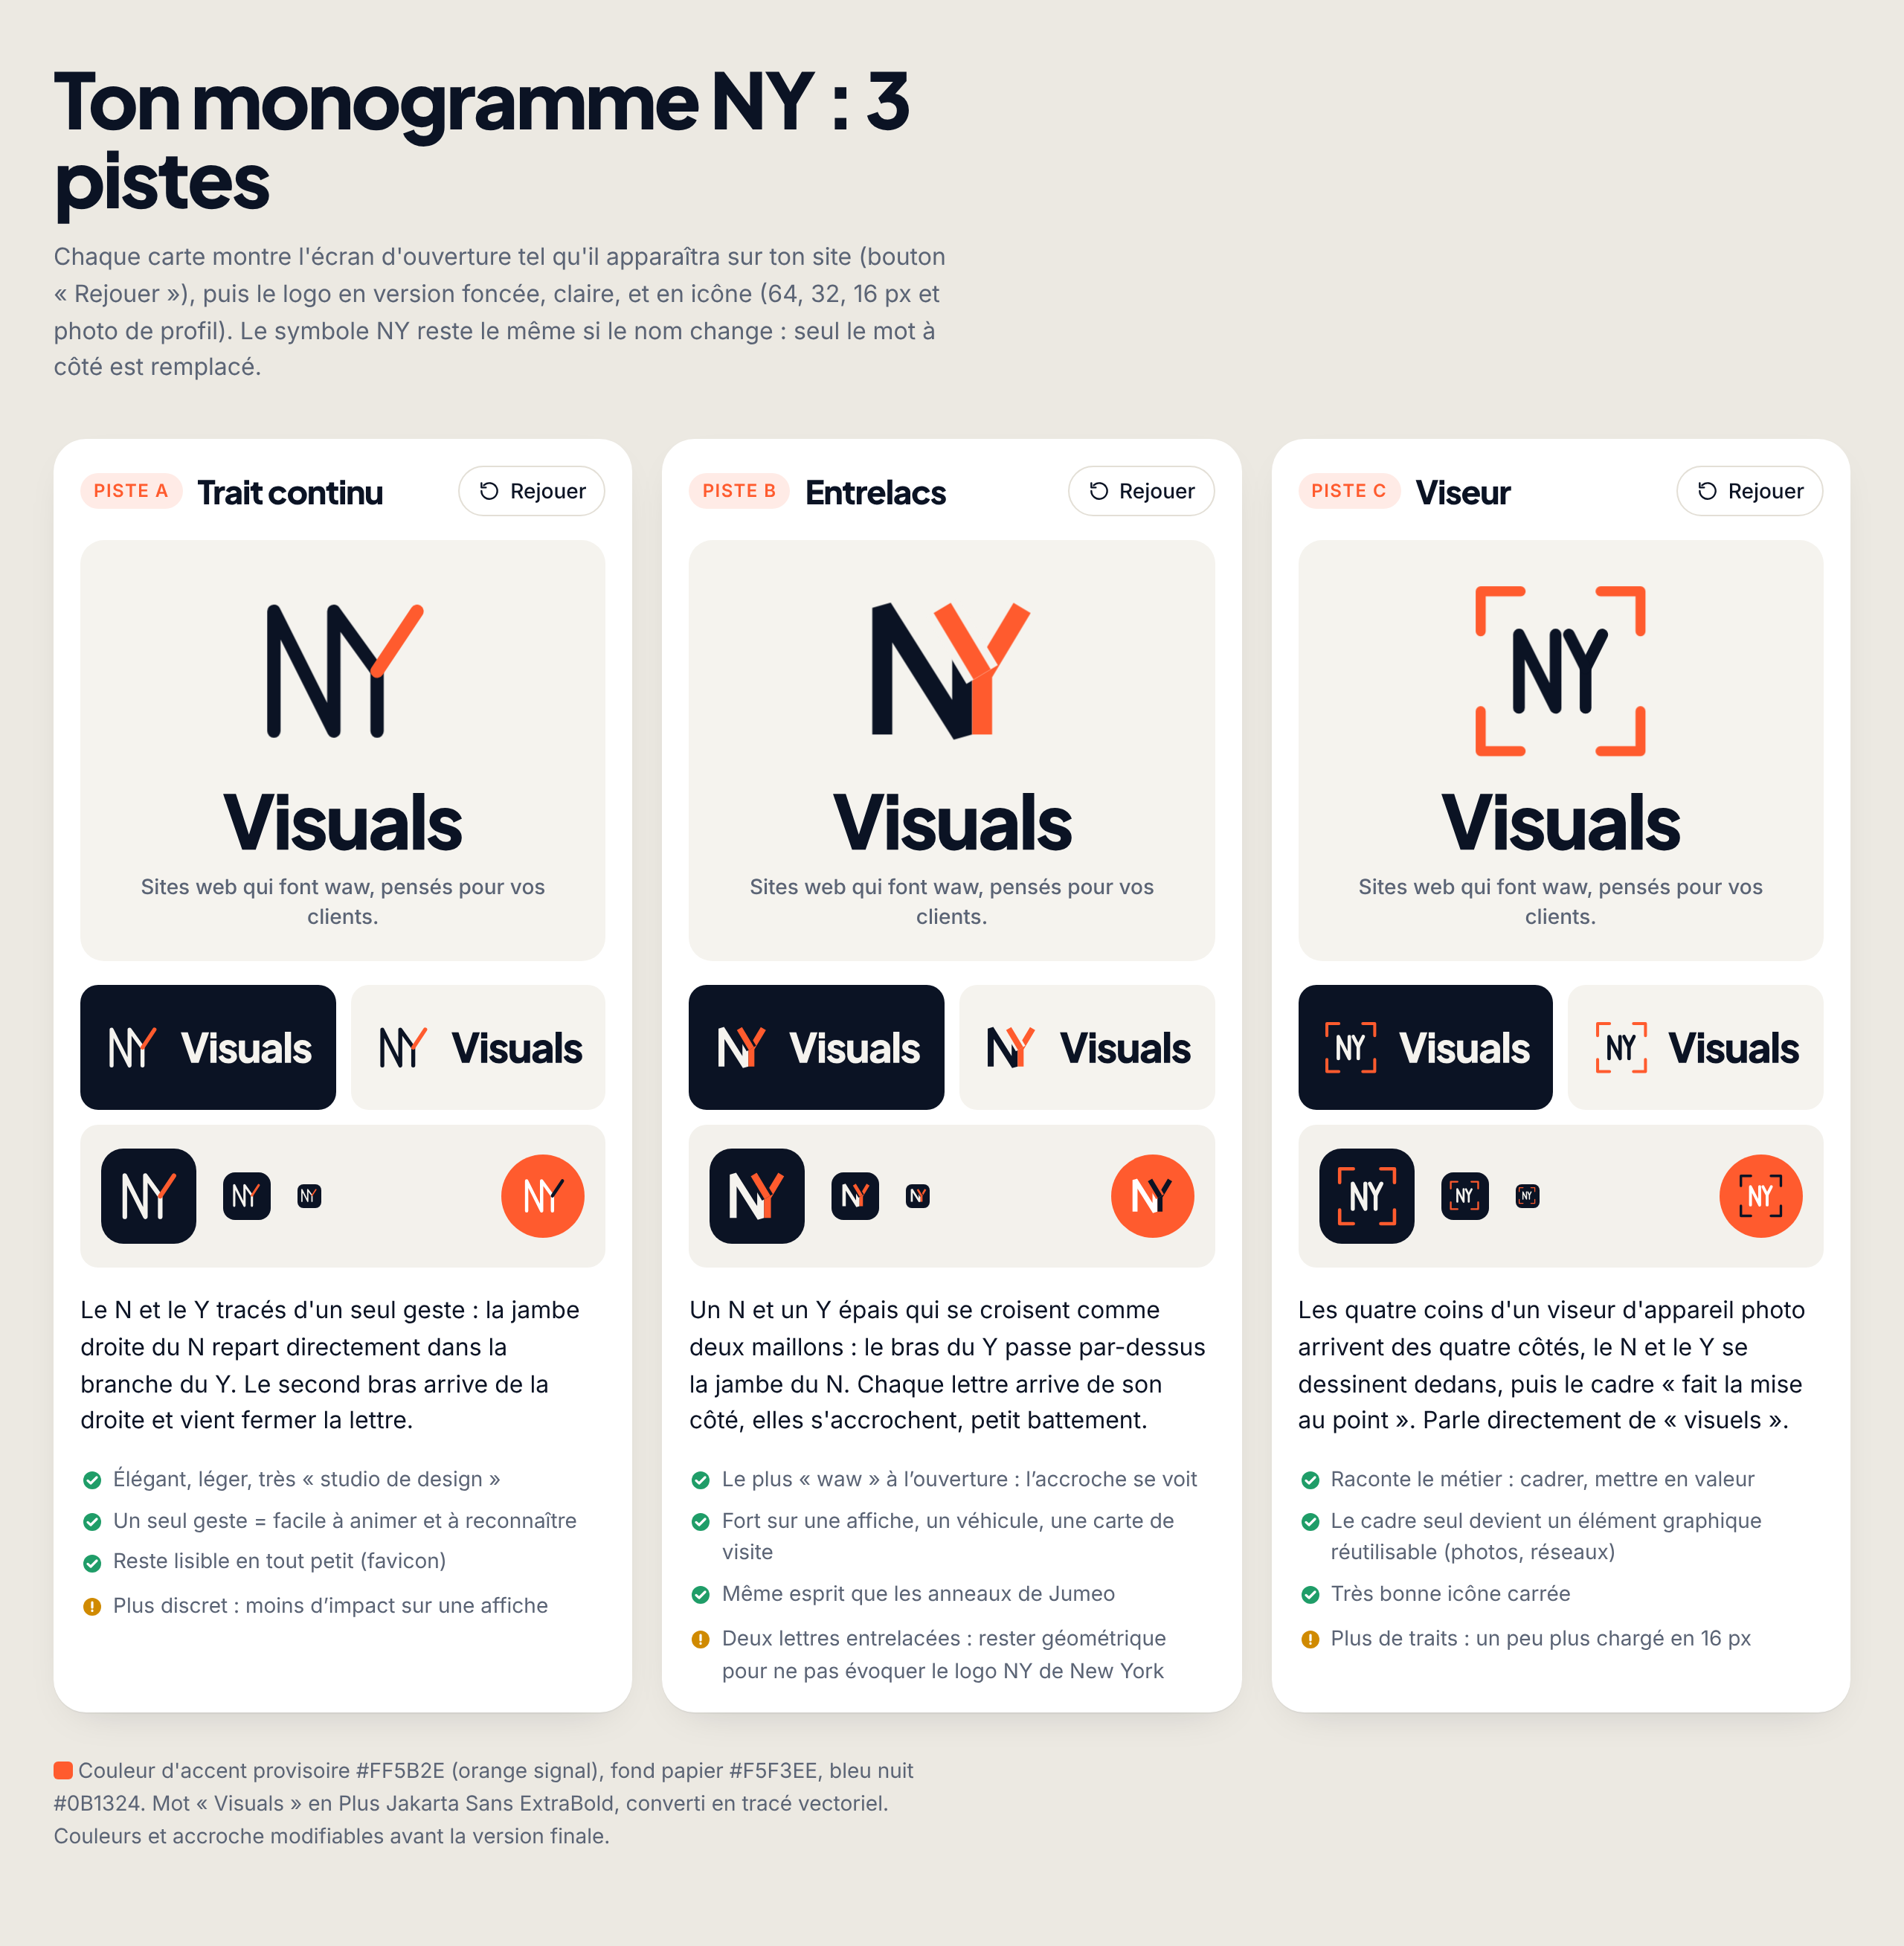 Ton monogramme NY : 3
pistes
Chaque carte montre l'écran d'ouverture tel qu'il apparaîtra sur ton site (bouton
« Rejouer »), puis le logo en version foncée, claire, et en icône (64, 32, 16 px et
photo de profil). Le symbole NY reste le même si le nom change : seul le mot à
côté est remplacé.
PISTE A Trait continu Rejouer
NY
Visuals
Sites web qui font waw, pensés pour vos
clients.
NY Visuals
NY Visuals
NY NY NY NY
Le N et le Y tracés d'un seul geste : la jambe
droite du N repart directement dans la
branche du Y. Le second bras arrive de la
droite et vient fermer la lettre.
Élégant, léger, très « studio de design »
Un seul geste = facile à animer et à reconnaître
Reste lisible en tout petit (favicon)
Plus discret : moins d’impact sur une affiche
PISTE B Entrelacs Rejouer
NY
Visuals
Sites web qui font waw, pensés pour vos
clients.
NY Visuals
NY Visuals
NY NY NY NY
Un N et un Y épais qui se croisent comme
deux maillons : le bras du Y passe par-dessus
la jambe du N. Chaque lettre arrive de son
côté, elles s'accrochent, petit battement.
Le plus « waw » à l’ouverture : l’accroche se voit
Fort sur une affiche, un véhicule, une carte de
visite
Même esprit que les anneaux de Jumeo
Deux lettres entrelacées : rester géométrique
pour ne pas évoquer le logo NY de New York
PISTE C Viseur Rejouer
NY
Visuals
Sites web qui font waw, pensés pour vos
clients.
NY Visuals
NY Visuals
NY NY NY NY
Les quatre coins d'un viseur d'appareil photo
arrivent des quatre côtés, le N et le Y se
dessinent dedans, puis le cadre « fait la mise
au point ». Parle directement de « visuels ».
Raconte le métier : cadrer, mettre en valeur
Le cadre seul devient un élément graphique
réutilisable (photos, réseaux)
Très bonne icône carrée
Plus de traits : un peu plus chargé en 16 px
Couleur d'accent provisoire #FF5B2E (orange signal), fond papier #F5F3EE, bleu nuit
#0B1324. Mot « Visuals » en Plus Jakarta Sans ExtraBold, converti en tracé vectoriel.
Couleurs et accroche modifiables avant la version finale.